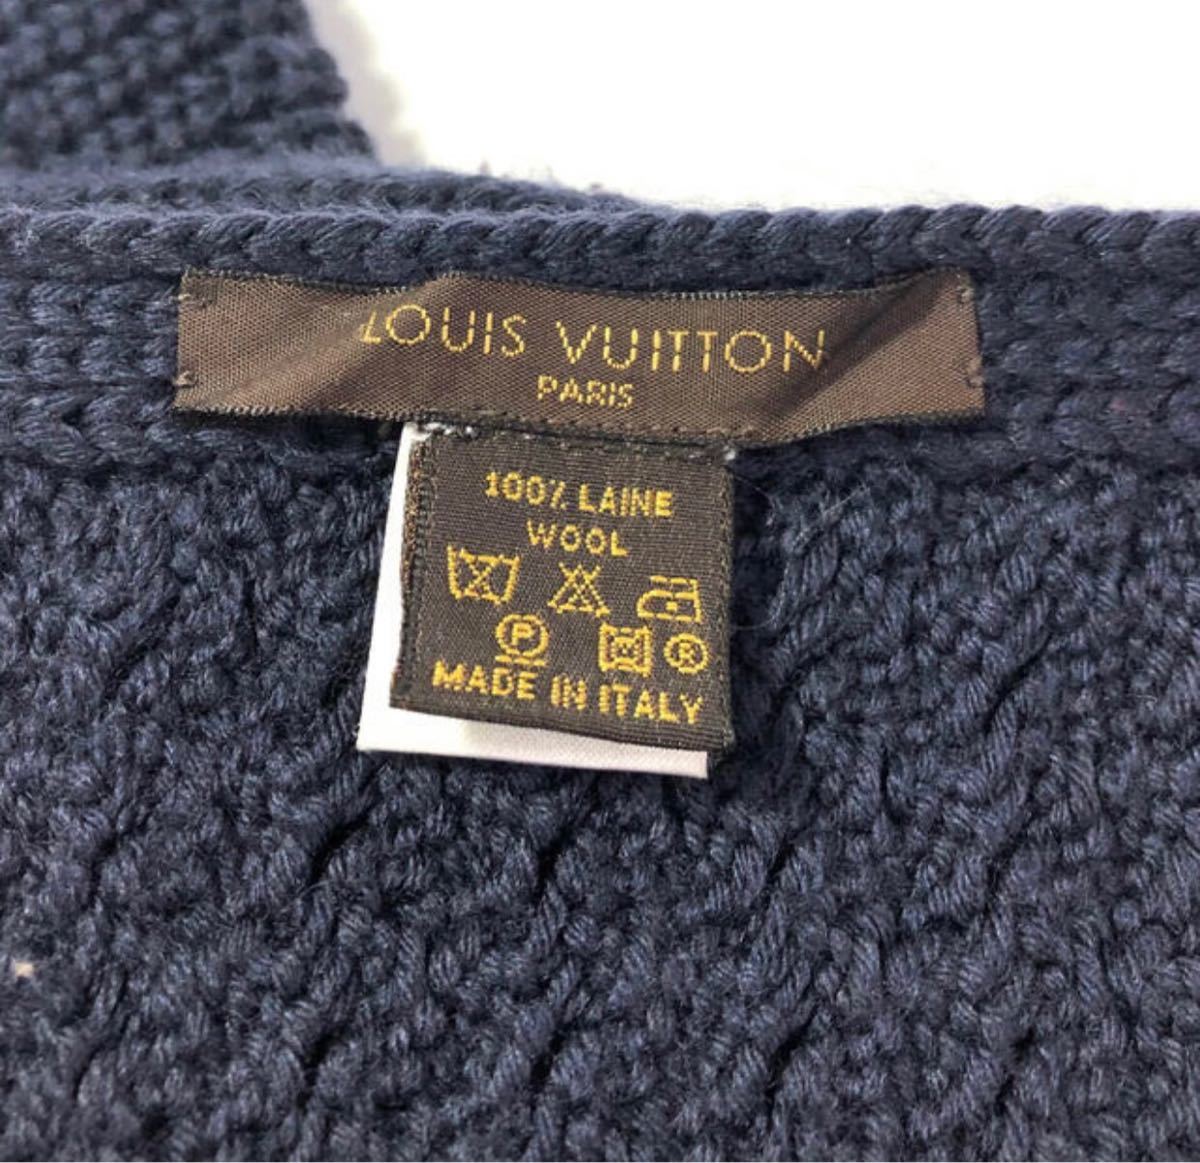 LOUIS VUITTON
PARIS
100% LAINE
WOOL
P R
MADE IN ITALY